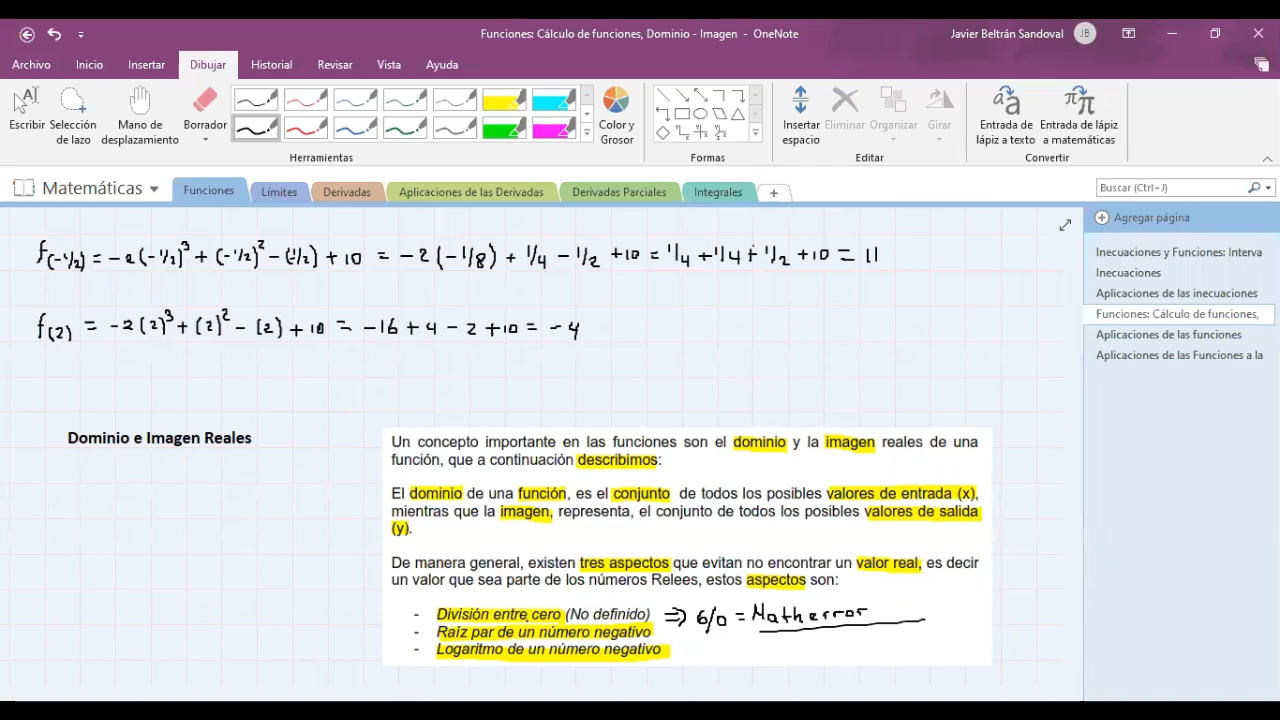 Funciones: Cálculo de funciones, Dominio - Imagen - OneNote
Javier Beltrán Sandoval JB
Archivo Inicio Insertar Dibujar Historial Revisar Vista Ayuda
Escribir
Selección de lazo
Mano de desplazamiento
Borrador
Color y Grosor
Insertar espacio
Eliminar
Organizar
Girar
Entrada de lápiz a texto
Entrada de lápiz a matemáticas
Herramientas Formas Editar Convertir
Matemáticas Funciones Límites Derivadas Aplicaciones de las Derivadas Derivadas Parciales Integrales
Buscar (Ctrl+J)
Agregar página
Inecuaciones y Funciones: Interva
Inecuaciones
Aplicaciones de las inecuaciones
Funciones: Cálculo de funciones,
Aplicaciones de las funciones
Aplicaciones de las Funciones a la
f(-1/2) = -2(-1/2)³ + (-1/2)² - (-1/2) + 10 = -2(-1/8) + 1/4 - 1/2 + 10 = 1/4 + 1/4 + 1/2 + 10 = 11
f(2) = -2(2)³ + (2)² - (2) + 10 = -16 + 4 - 2 + 10 = -4
Dominio e Imagen Reales
Un concepto importante en las funciones son el dominio y la imagen reales de una
función, que a continuación describimos:
El dominio de una función, es el conjunto de todos los posibles valores de entrada (x),
mientras que la imagen, representa, el conjunto de todos los posibles valores de salida
(y).
De manera general, existen tres aspectos que evitan no encontrar un valor real, es decir
un valor que sea parte de los números Relees, estos aspectos son:
- División entre cero (No definido) ⇒ 6/0 = Math error
- Raíz par de un número negativo
- Logaritmo de un número negativo